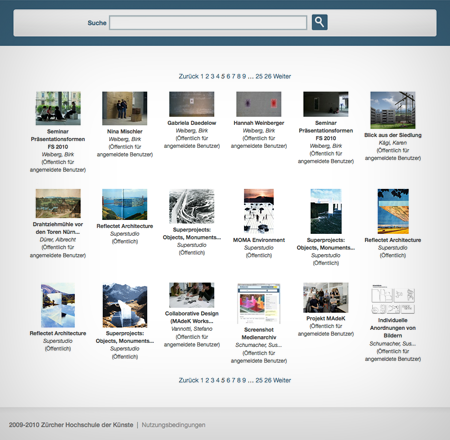 Suche
Zurück 1 2 3 4 5 6 7 8 9 ... 25 26 Weiter
Seminar
Präsentationsformen
FS 2010
Weiberg, Birk
(Öffentlich für
angemeldete Benutzer)
Nina Mischler
Weiberg, Birk
(Öffentlich für
angemeldete Benutzer)
Gabriela Daedelow
Weiberg, Birk
(Öffentlich für
angemeldete Benutzer)
Hannah Weinberger
Weiberg, Birk
(Öffentlich für
angemeldete Benutzer)
Seminar
Präsentationsformen
FS 2010
Weiberg, Birk
(Öffentlich für
angemeldete Benutzer)
Blick aus der Siedlung
Kägi, Karen
(Öffentlich für
angemeldete Benutzer)
Drahtziehmühle vor
den Toren Nürn...
Dürer, Albrecht
(Öffentlich für
angemeldete Benutzer)
Reflectet Architecture
Superstudio
(Öffentlich)
Superprojects:
Objects, Monuments...
Superstudio
(Öffentlich)
MOMA Environment
Superstudio
(Öffentlich)
Superprojects:
Objects, Monuments...
Superstudio
(Öffentlich)
Reflectet Architecture
Superstudio
(Öffentlich)
Reflectet Architecture
Superstudio
(Öffentlich)
Superprojects:
Objects, Monuments...
Superstudio
(Öffentlich)
Collaborative Design
(MAdeK Works...
Vannotti, Stefano
(Öffentlich für
angemeldete Benutzer)
Screenshot
Medienarchiv
Schumacher, Sus...
(Öffentlich für
angemeldete Benutzer)
Projekt MAdeK
(Öffentlich für
angemeldete Benutzer)
Individuelle
Anordnungen von
Bildern
Schumacher, Sus...
(Öffentlich für
angemeldete Benutzer)
Zurück 1 2 3 4 5 6 7 8 9 ... 25 26 Weiter
2009-2010 Zürcher Hochschule der Künste | Nutzungsbedingungen